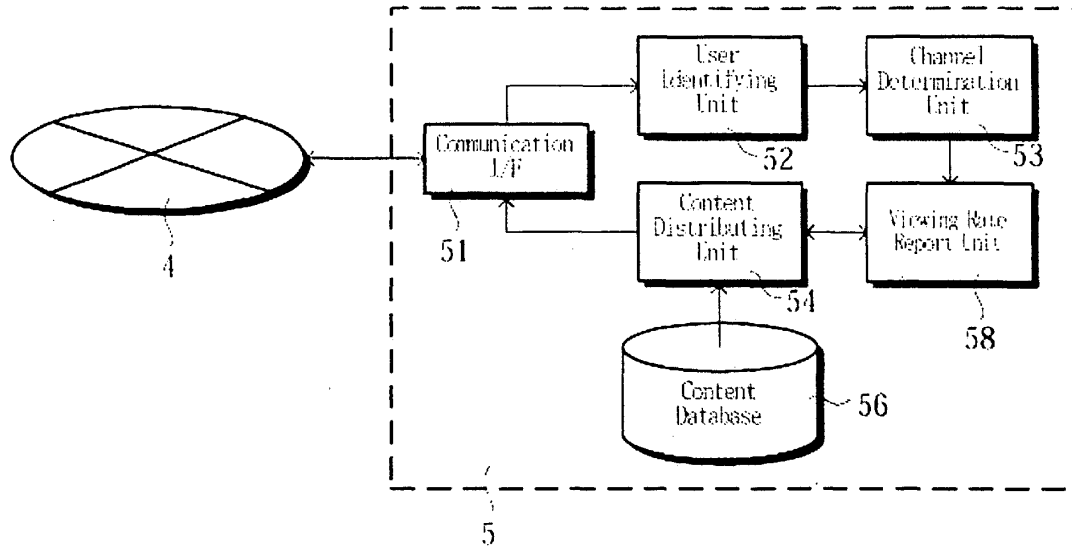 User
Identifying
Unit
52
Channel
Determination
Unit
53
Communication
I/F
51
Content
Distributing
Unit
54
Viewing Rate
Report Unit
58
4
Content
Database
56
5